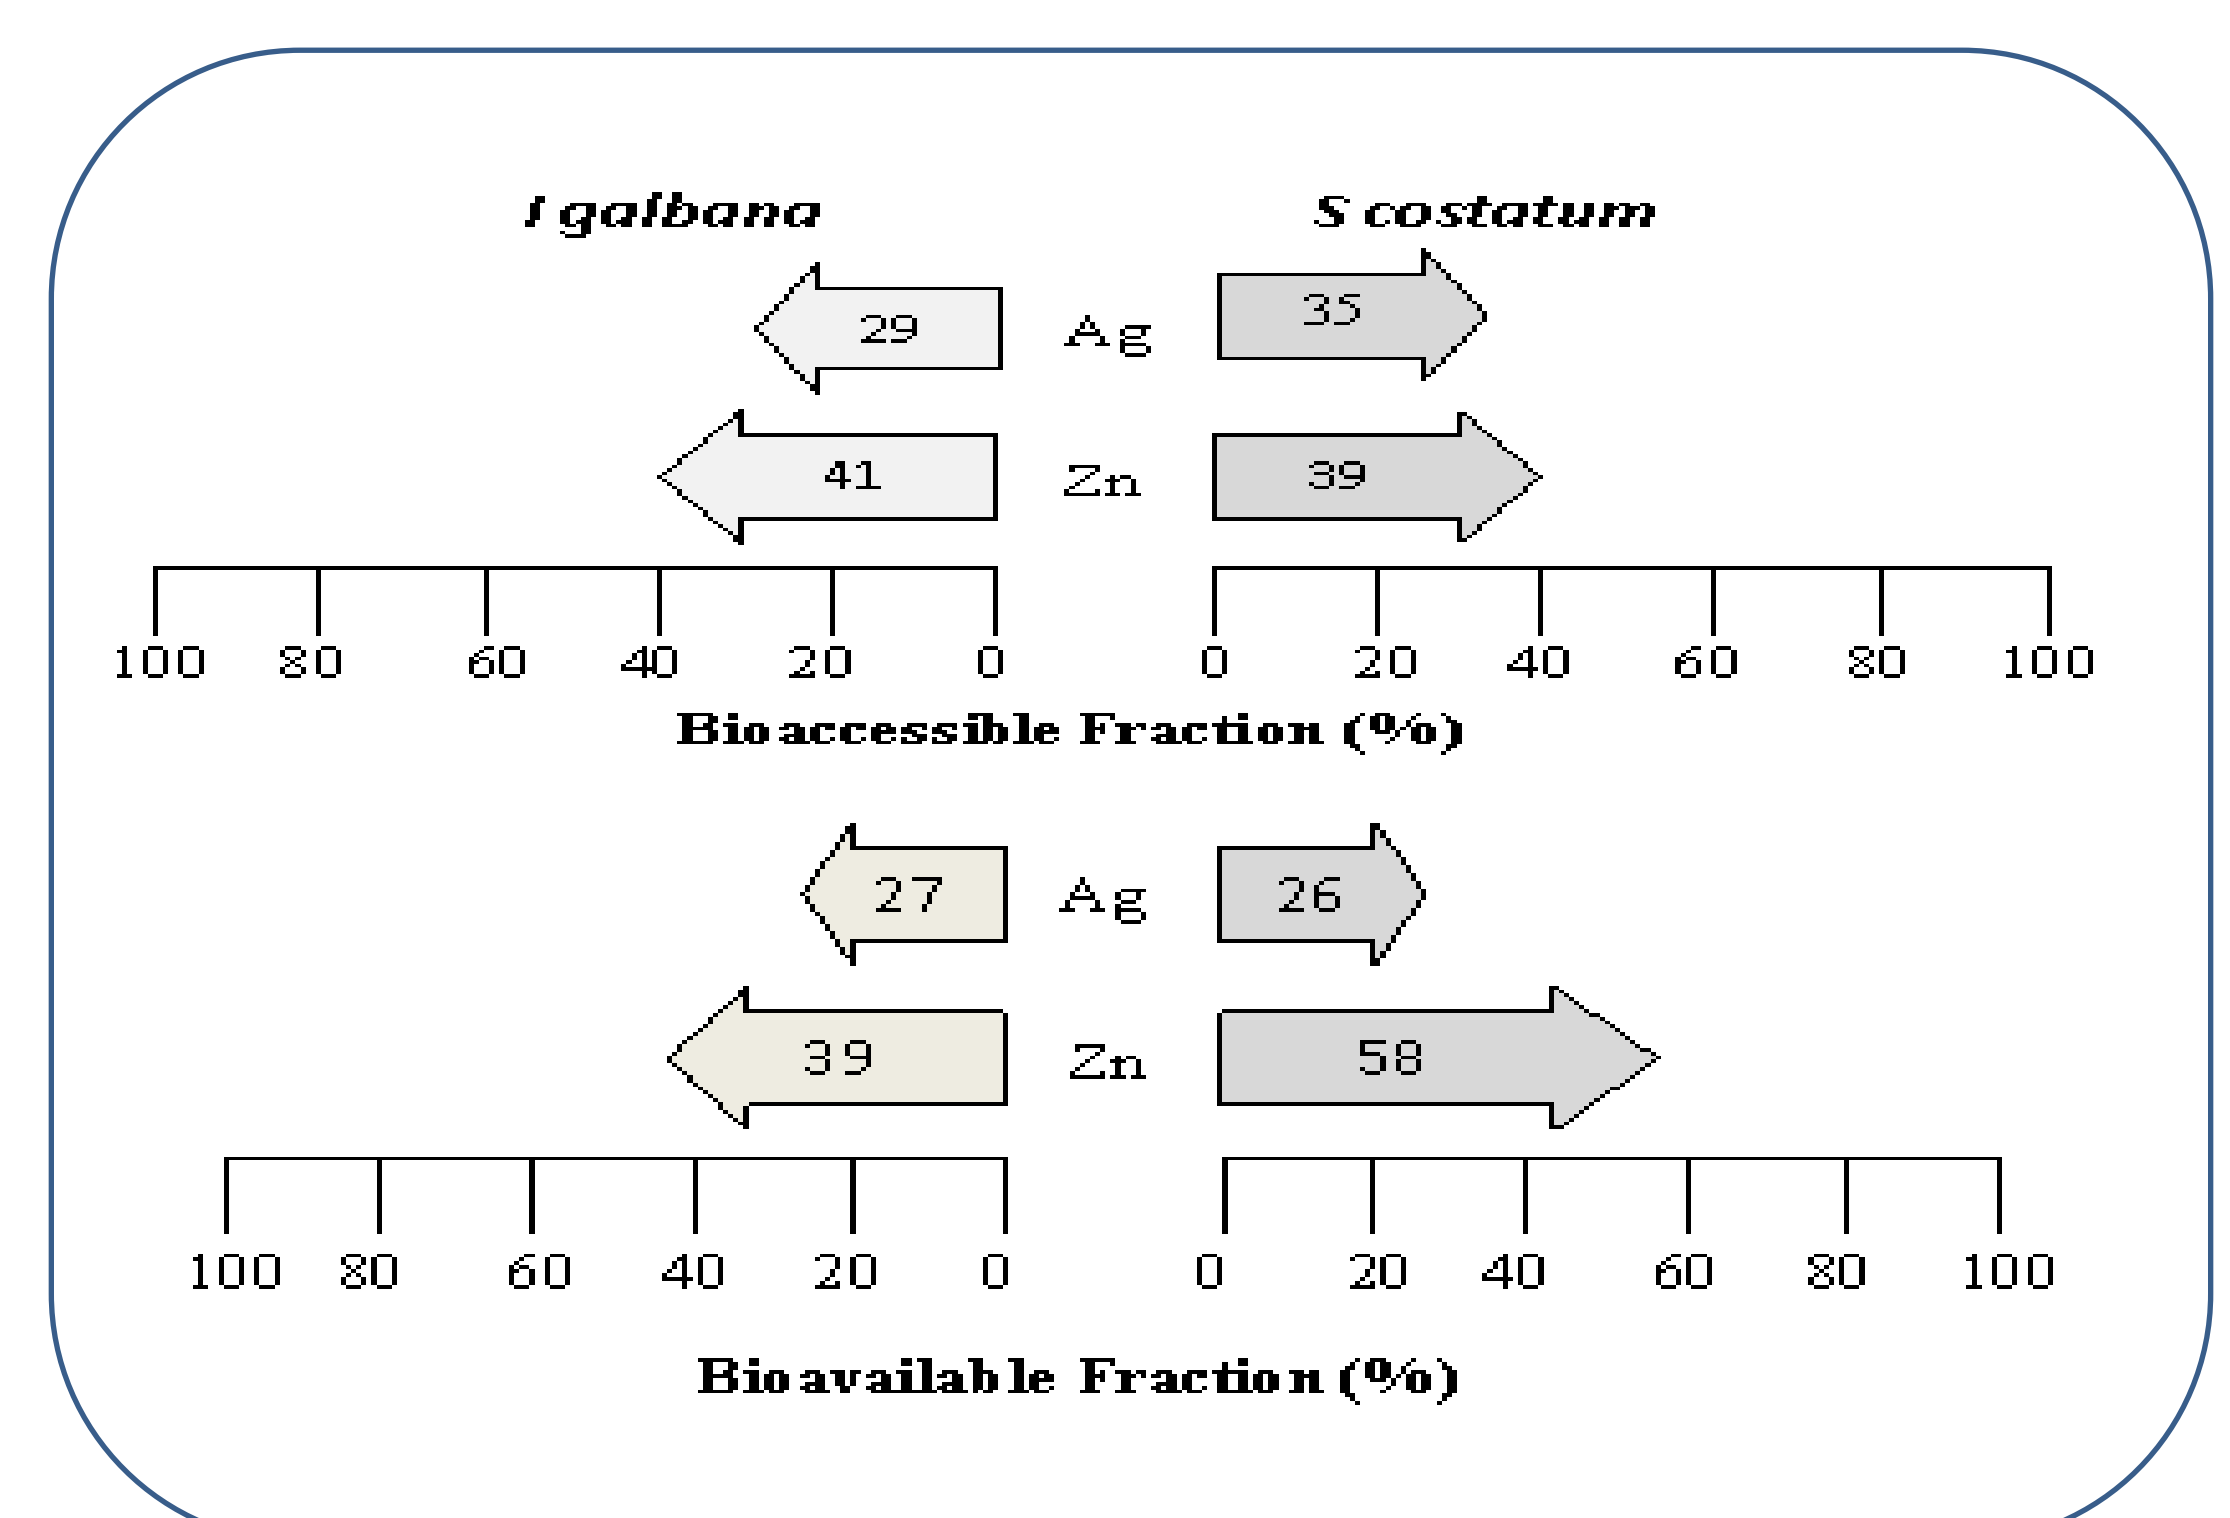 I galbana S costatum
29 Ag 35
41 Zn 39
100 80 60 40 20 0 0 20 40 60 80 100
Bioaccessible Fraction (%)
27 Ag 26
39 Zn 58
100 80 60 40 20 0 0 20 40 60 80 100
Bioavailable Fraction (%)